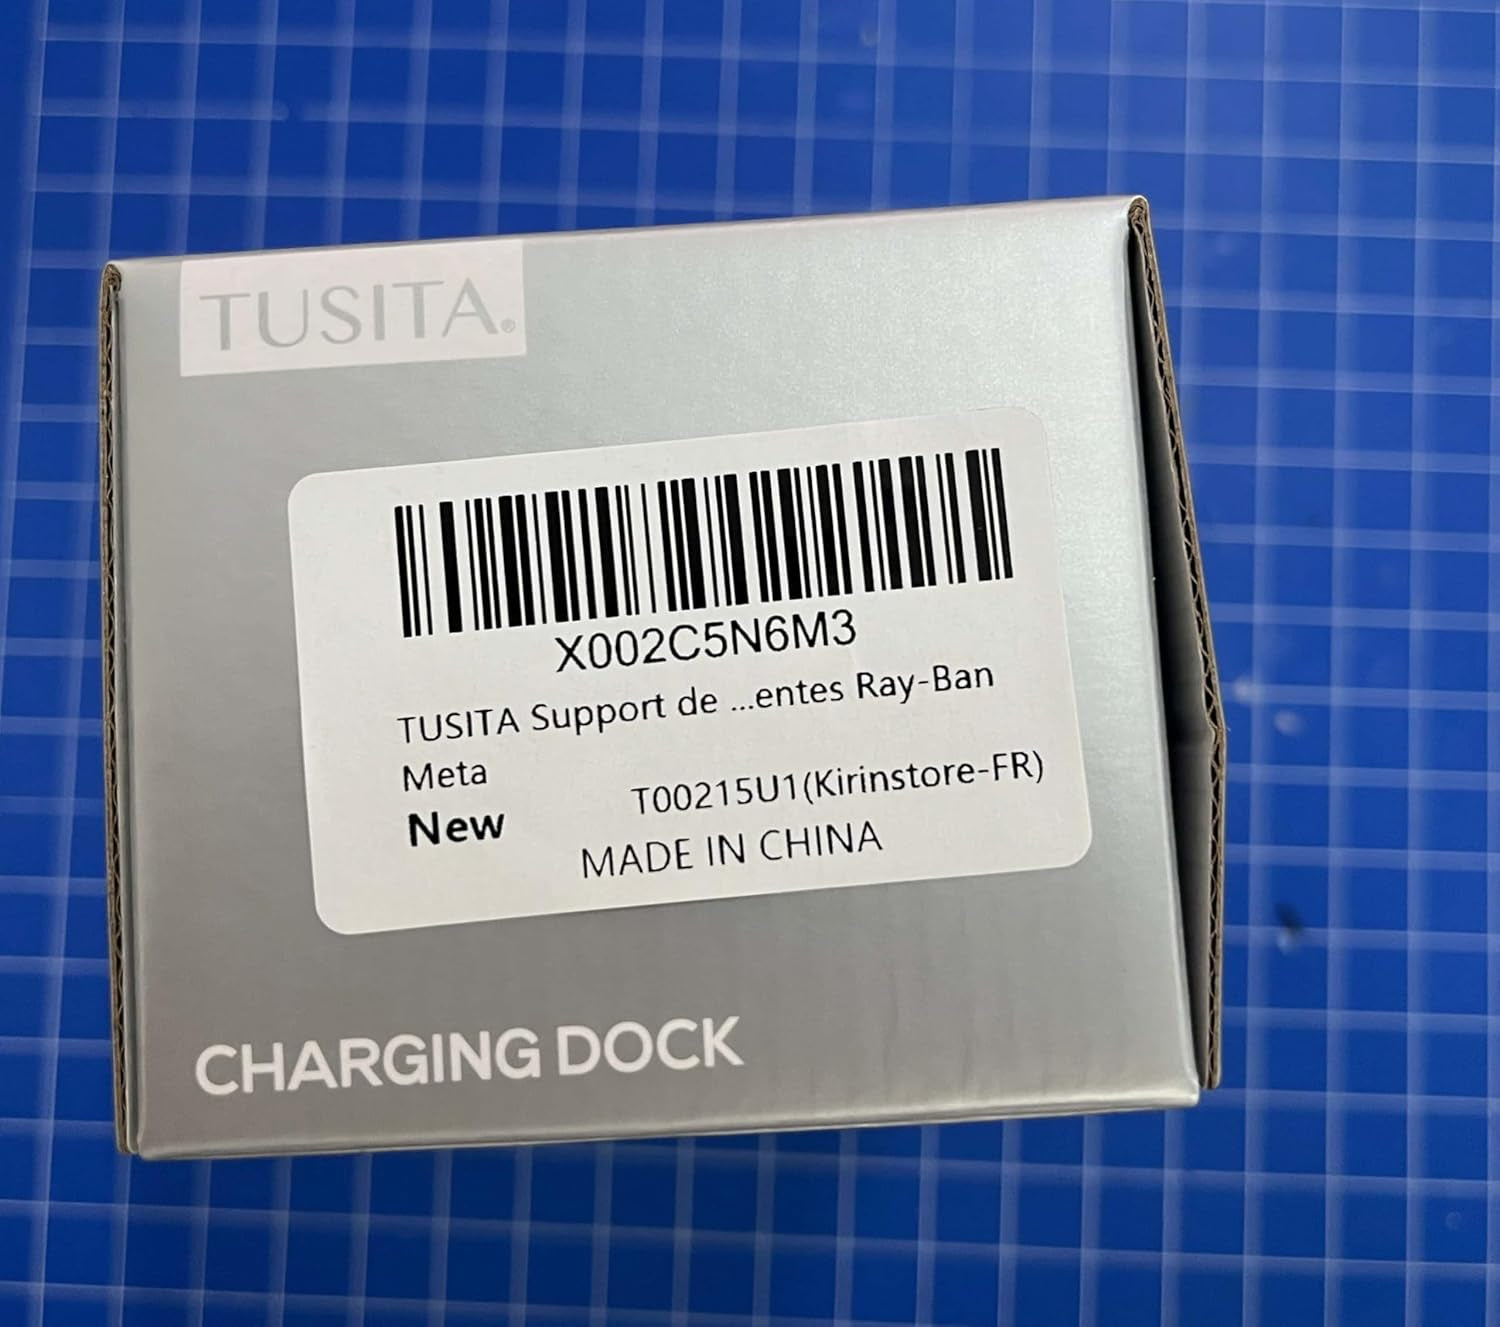 TUSITA®
X002C5N6M3
TUSITA Support de ...entes Ray-Ban
Meta
New
T00215U1(Kirinstore-FR)
MADE IN CHINA
CHARGING DOCK